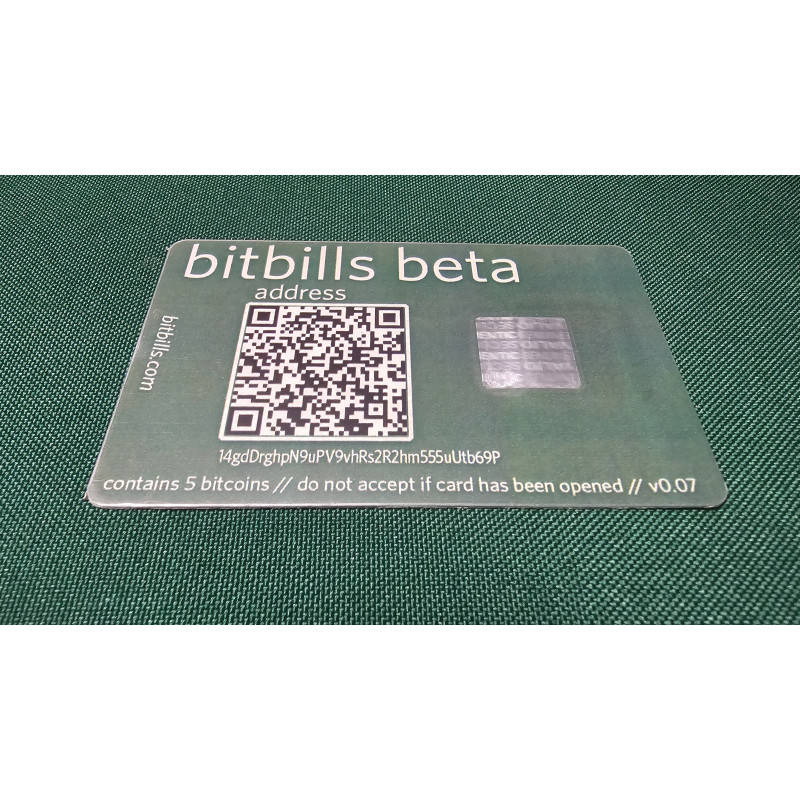 bitbills beta
address
bitbills.com
14gdDrghpN9uPV9vhRs2R2hm555uUtb69P
contains 5 bitcoins // do not accept if card has been opened // v0.07